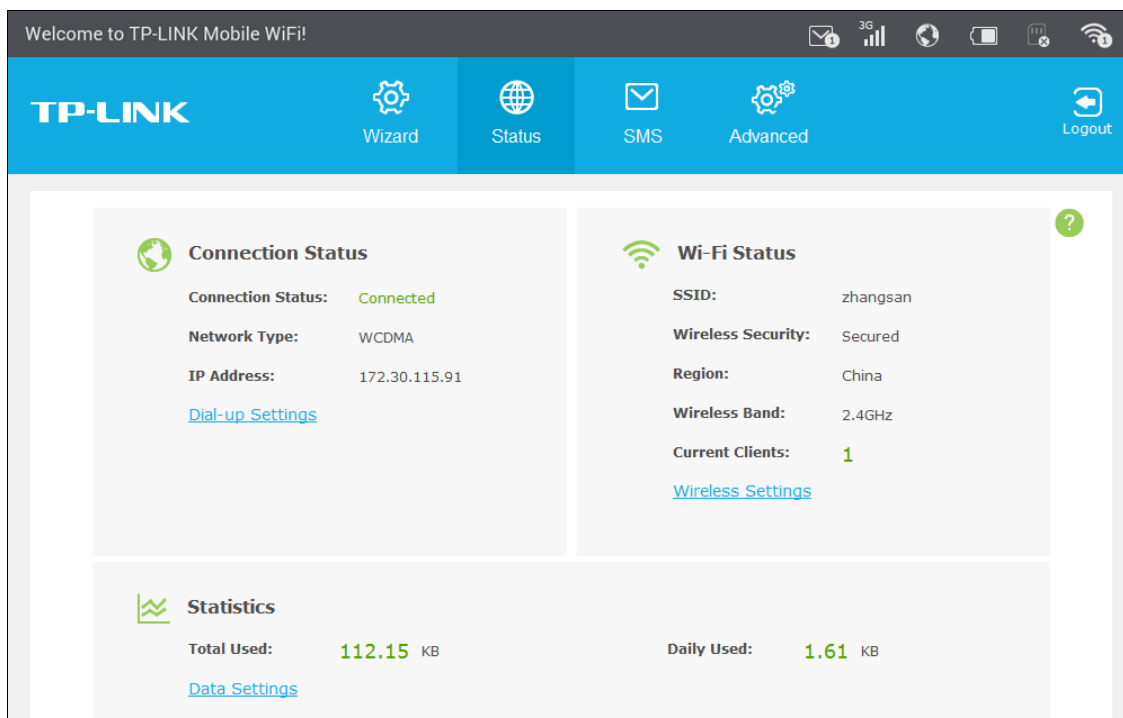 Welcome to TP-LINK Mobile WiFi!
1
3G
1
TP-LINK
Wizard
Status
SMS
Advanced
Logout
?
Connection Status
Connection Status: Connected
Network Type: WCDMA
IP Address: 172.30.115.91
Dial-up Settings
Wi-Fi Status
SSID: zhangsan
Wireless Security: Secured
Region: China
Wireless Band: 2.4GHz
Current Clients: 1
Wireless Settings
Statistics
Total Used: 112.15 KB
Daily Used: 1.61 KB
Data Settings